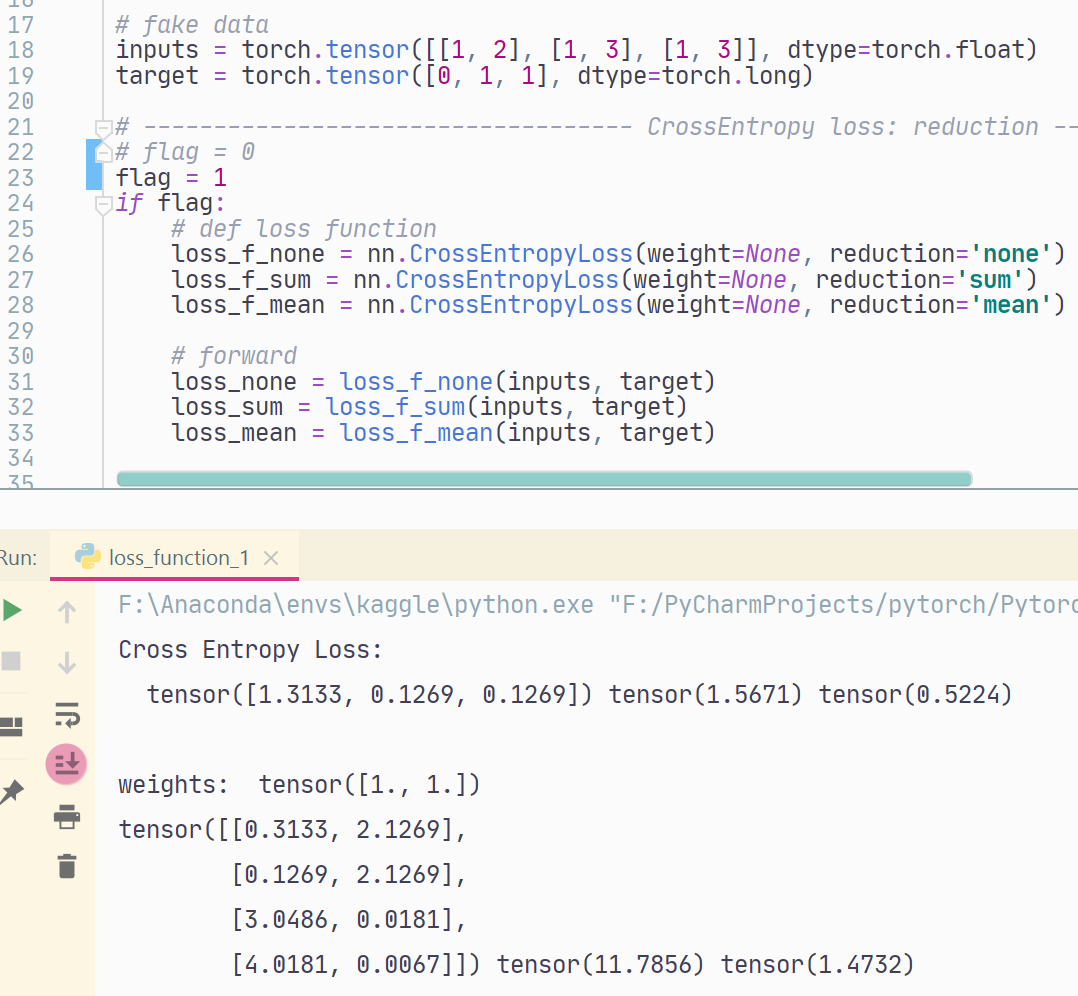 16
17 # fake data
18 inputs = torch.tensor([[1, 2], [1, 3], [1, 3]], dtype=torch.float)
19 target = torch.tensor([0, 1, 1], dtype=torch.long)
20
21 # ----------------------------------- CrossEntropy loss: reduction --
22 # flag = 0
23 flag = 1
24 if flag:
25     # def loss function
26     loss_f_none = nn.CrossEntropyLoss(weight=None, reduction='none')
27     loss_f_sum = nn.CrossEntropyLoss(weight=None, reduction='sum')
28     loss_f_mean = nn.CrossEntropyLoss(weight=None, reduction='mean')
29
30     # forward
31     loss_none = loss_f_none(inputs, target)
32     loss_sum = loss_f_sum(inputs, target)
33     loss_mean = loss_f_mean(inputs, target)
34
35
Run: loss_function_1
F:\Anaconda\envs\kaggle\python.exe "F:/PyCharmProjects/pytorch/Pytorc
Cross Entropy Loss:
  tensor([1.3133, 0.1269, 0.1269]) tensor(1.5671) tensor(0.5224)
weights:  tensor([1., 1.])
tensor([[0.3133, 2.1269],
        [0.1269, 2.1269],
        [3.0486, 0.0181],
        [4.0181, 0.0067]]) tensor(11.7856) tensor(1.4732)